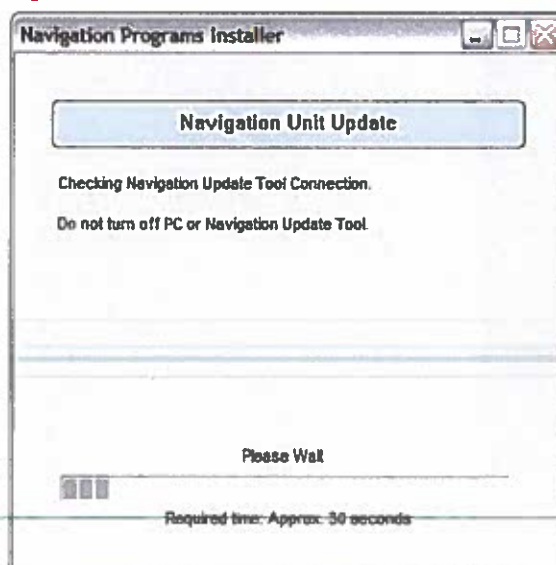 Navigation Programs Installer
Navigation Unit Update
Checking Navigation Update Tool Connection.
Do not turn off PC or Navigation Update Tool.
Please Wait
Required time: Approx. 30 seconds